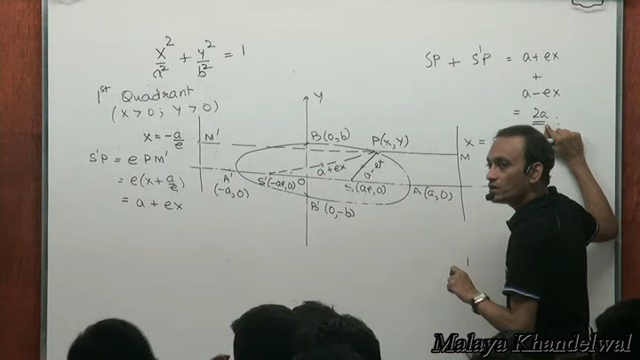 x²/a² + y²/b² = 1
1st Quadrant
(x>0; y>0)
x = -a/e
S'P = e PM'
= e(x + a/e)
= a + ex
M'
Y
B(0,b)
P(x,y)
a+ex
A'
(-a,0)
S'(-ae,0)
O
S(ae,0)
A(a,0)
B'(0,-b)
M
x =
SP + S'P = a+ex
+
a-ex
= 2a
Malaya Khandelwal